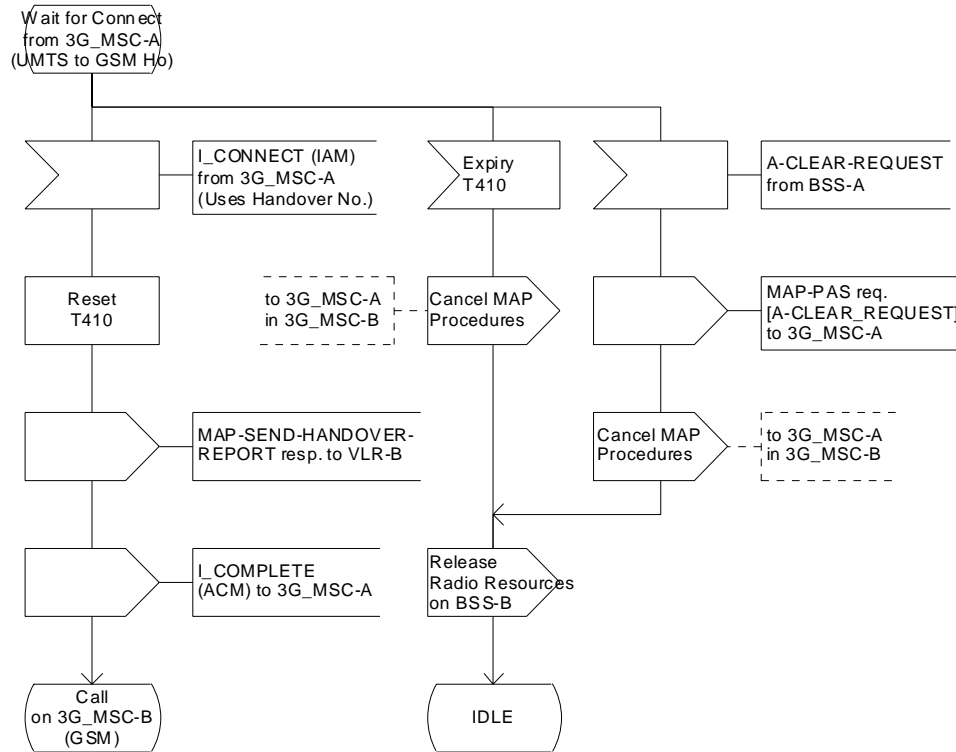 Wait for Connect
from 3G_MSC-A
(UMTS to GSM Ho)
I_CONNECT (IAM)
from 3G_MSC-A
(Uses Handover No.)
Expiry
T410
A-CLEAR-REQUEST
from BSS-A
Reset
T410
to 3G_MSC-A
in 3G_MSC-B
Cancel MAP
Procedures
MAP-PAS req.
[A-CLEAR_REQUEST]
to 3G_MSC-A
MAP-SEND-HANDOVER-
REPORT resp. to VLR-B
Cancel MAP
Procedures
to 3G_MSC-A
in 3G_MSC-B
I_COMPLETE
(ACM) to 3G_MSC-A
Release
Radio Resources
on BSS-B
Call
on 3G_MSC-B
(GSM)
IDLE